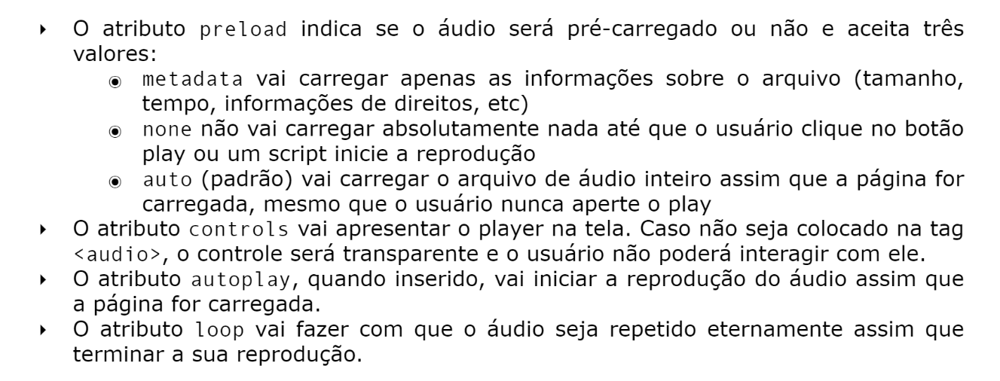 ‣ O atributo preload indica se o áudio será pré-carregado ou não e aceita três
valores:
◉ metadata vai carregar apenas as informações sobre o arquivo (tamanho,
tempo, informações de direitos, etc)
◉ none não vai carregar absolutamente nada até que o usuário clique no botão
play ou um script inicie a reprodução
◉ auto (padrão) vai carregar o arquivo de áudio inteiro assim que a página for
carregada, mesmo que o usuário nunca aperte o play
‣ O atributo controls vai apresentar o player na tela. Caso não seja colocado na tag
<audio>, o controle será transparente e o usuário não poderá interagir com ele.
‣ O atributo autoplay, quando inserido, vai iniciar a reprodução do áudio assim que
a página for carregada.
‣ O atributo loop vai fazer com que o áudio seja repetido eternamente assim que
terminar a sua reprodução.